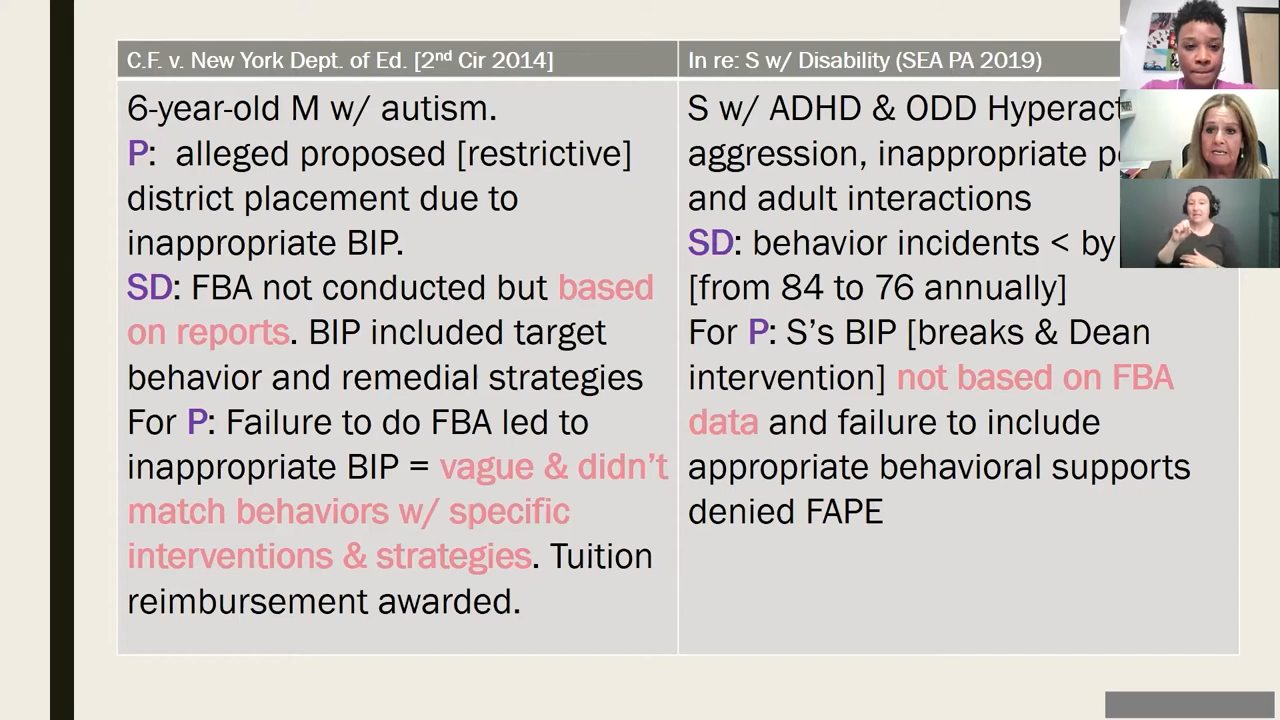 C.F. v. New York Dept. of Ed. [2nd Cir 2014]
6-year-old M w/ autism.
P: alleged proposed [restrictive]
district placement due to
inappropriate BIP.
SD: FBA not conducted but based
on reports. BIP included target
behavior and remedial strategies
For P: Failure to do FBA led to
inappropriate BIP = vague & didn't
match behaviors w/ specific
interventions & strategies. Tuition
reimbursement awarded.
In re: S w/ Disability (SEA PA 2019)
S w/ ADHD & ODD
aggression, inappropriate
and adult interactions
SD: behavior incidents < by
[from 84 to 76 annually]
For P: S’s BIP [breaks & Dean
intervention] not based on FBA
data and failure to include
appropriate behavioral supports
denied FAPE